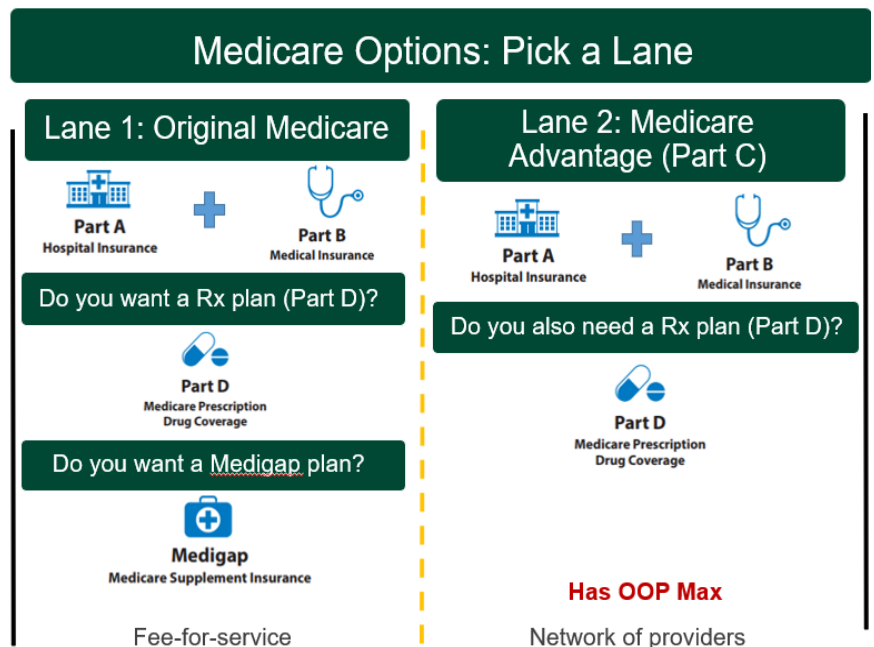 Medicare Options: Pick a Lane
Lane 1: Original Medicare
Part A
Hospital Insurance
Part B
Medical Insurance
Do you want a Rx plan (Part D)?
Part D
Medicare Prescription
Drug Coverage
Do you want a Medigap plan?
Medigap
Medicare Supplement Insurance
Fee-for-service
Lane 2: Medicare
Advantage (Part C)
Part A
Hospital Insurance
Part B
Medical Insurance
Do you also need a Rx plan (Part D)?
Part D
Medicare Prescription
Drug Coverage
Has OOP Max
Network of providers